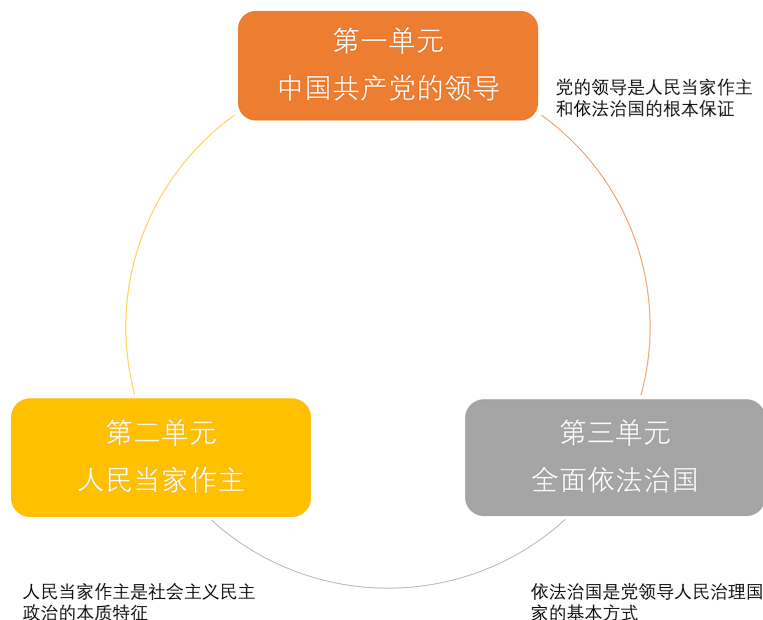 第一单元
中国共产党的领导
党的领导是人民当家作主
和依法治国的根本保证
第二单元
人民当家作主
第三单元
全面依法治国
人民当家作主是社会主义民主
政治的本质特征
依法治国是党领导人民治理国
家的基本方式